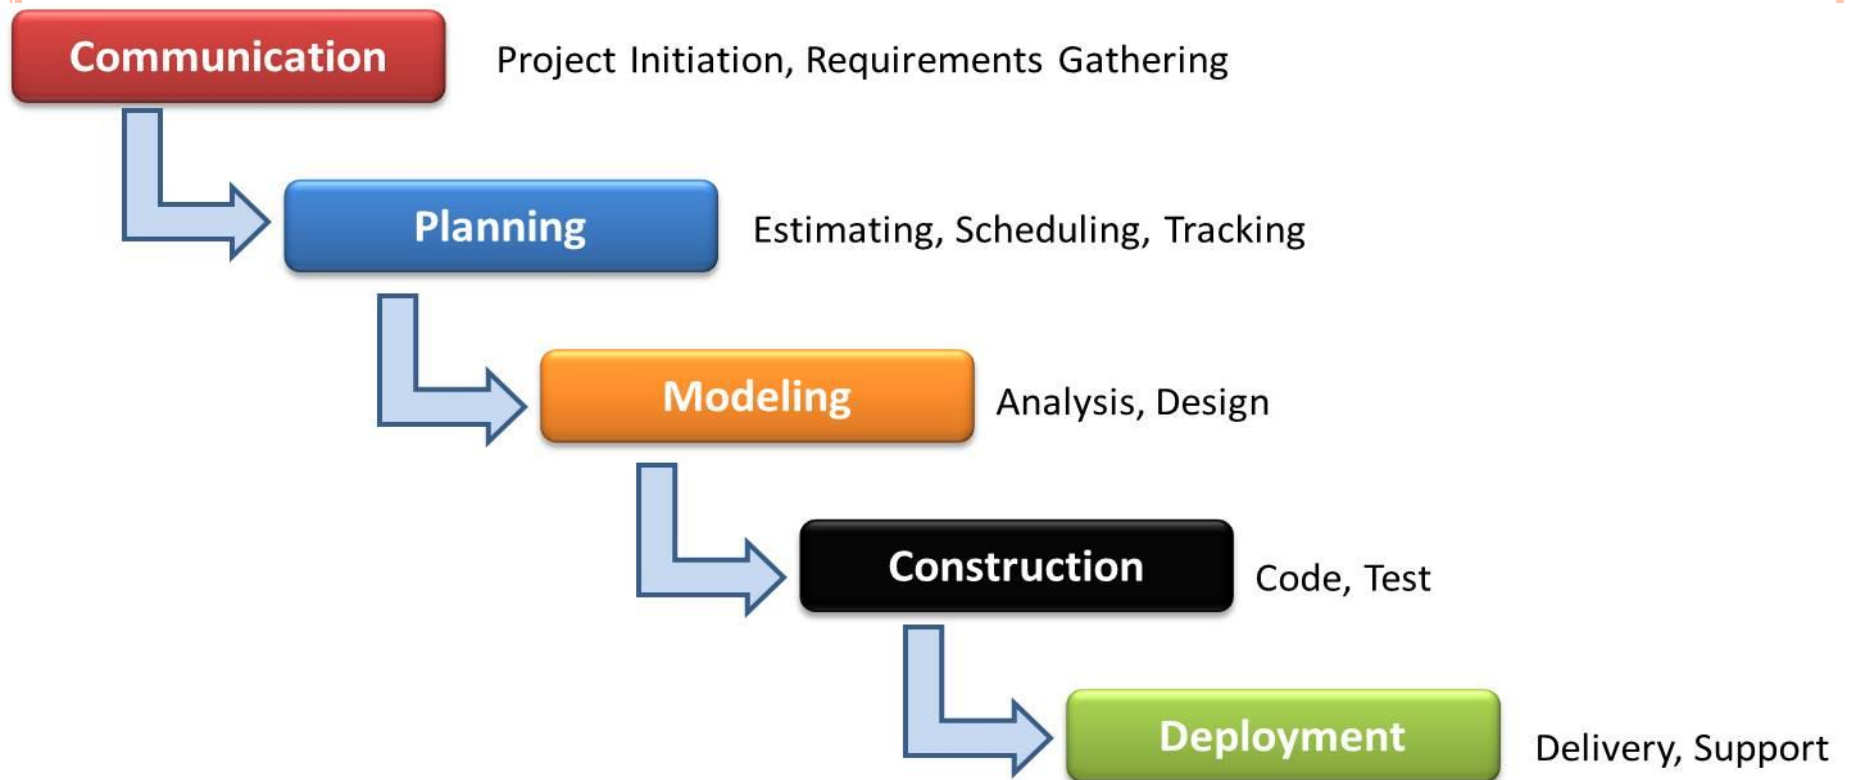 Communication
Project Initiation, Requirements Gathering
Planning
Estimating, Scheduling, Tracking
Modeling
Analysis, Design
Construction
Code, Test
Deployment
Delivery, Support